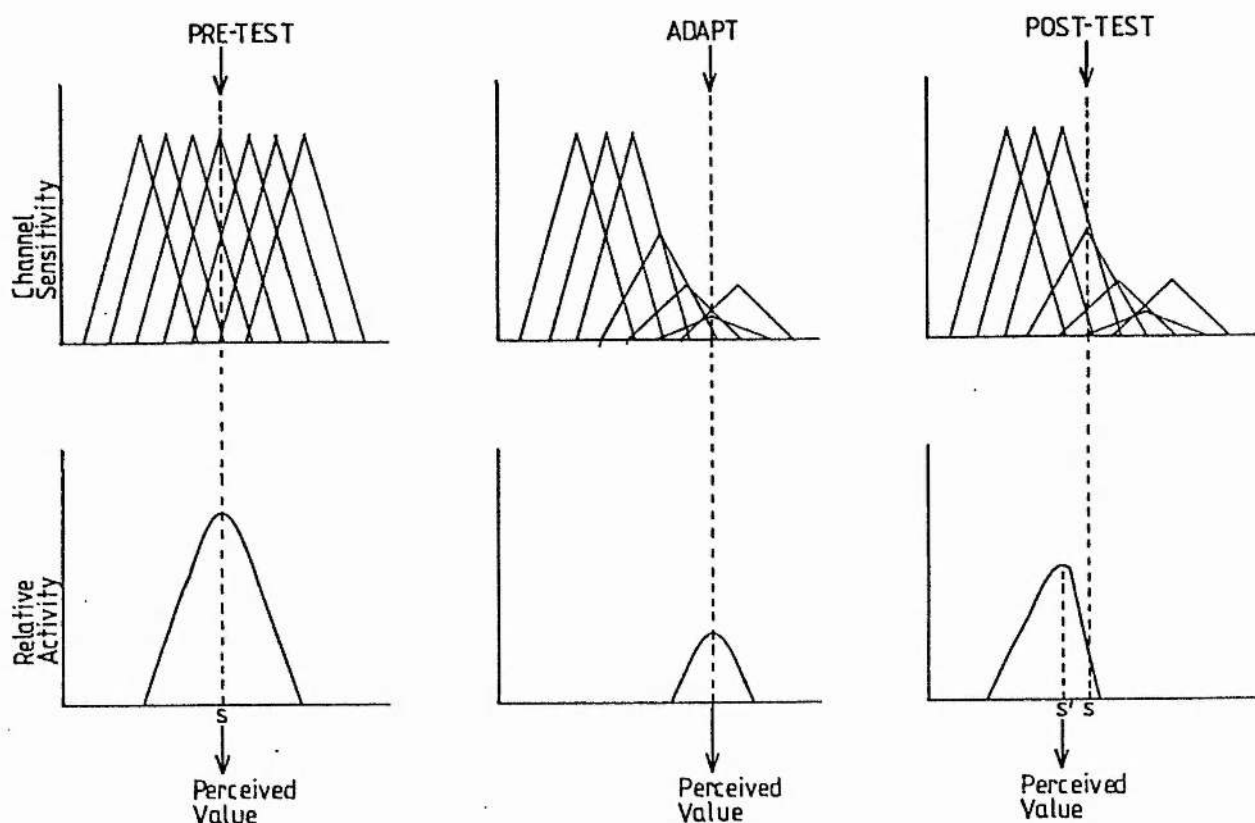 PRE-TEST
ADAPT
POST-TEST
Channel
Sensitivity
Relative
Activity
S
S' S
Perceived
Value
Perceived
Value
Perceived
Value